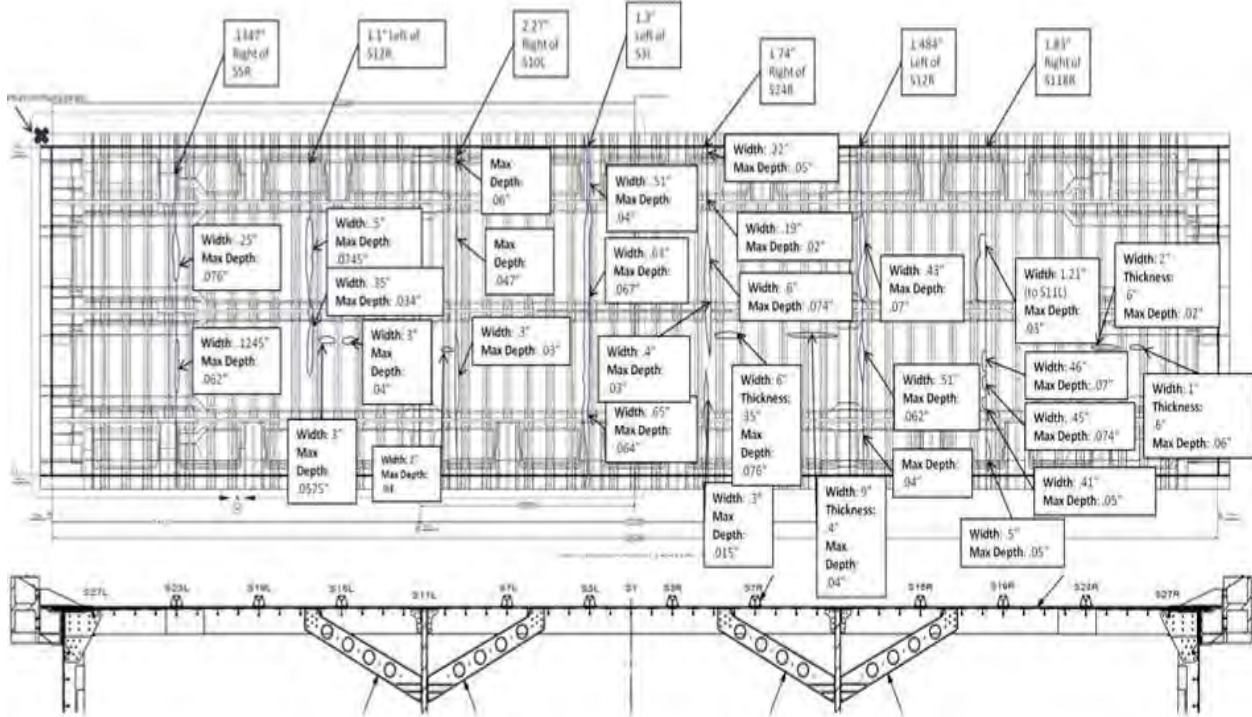 .1347"
Right of
S5R
1.1" Left of
S12R
2.27"
Right of
S10L
1.3"
Left of
S3L
1.74"
Right of
S24R
1.484"
Left of
S12R
1.83"
Right of
S118R
Width: .22"
Max Depth: .05"
Max
Depth:
.06"
Width: .51"
Max Depth:
.04"
Width: .19"
Max Depth: .02"
Width: .25"
Max Depth:
.076"
Width: .5"
Max Depth:
.0745"
Max
Depth:
.047"
Width: .61"
Max Depth:
.067"
Width: .6"
Max Depth: .074"
Width: .43"
Max Depth:
.07"
Width: 1.21"
(to S11L)
Max Depth:
.03"
Width: 2"
Thickness:
.6"
Max Depth: .02"
Width: .35"
Max Depth: .034"
Width: .1245"
Max Depth:
.062"
Width: 3"
Max
Depth:
.04"
Width: .3"
Max Depth: .03"
Width: .4"
Max Depth:
.03"
Width: .65"
Max Depth:
.064"
Width: 6"
Thickness:
.35"
Max
Depth:
.076"
Width: .51"
Max Depth:
.062"
Width: .46"
Max Depth: .07"
Width: .45"
Max Depth: .074"
Width: 1"
Thickness:
.6"
Max Depth: .06"
Width: 3"
Max
Depth:
.0575"
Width: 2"
Max Depth:
Max Depth:
.04"
Width: .41"
Max Depth: .05"
Width: .3"
Max
Depth:
.015"
Width: 9"
Thickness:
.4"
Max
Depth:
.04"
Width: .5"
Max Depth: .05"
A
S27L S23L S19L S15L S11L S7L S3L S1 S3R S7R S15R S19R S23R S27R